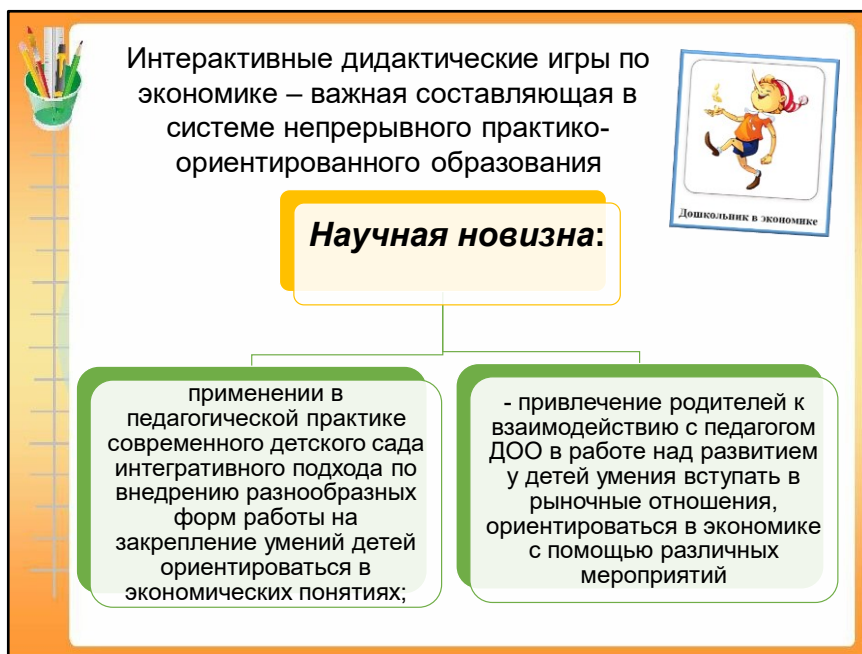 Интерактивные дидактические игры по
экономике – важная составляющая в
системе непрерывного практико-
ориентированного образования
Дошкольник в экономике
Научная новизна:
применении в
педагогической практике
современного детского сада
интегративного подхода по
внедрению разнообразных
форм работы на
закрепление умений детей
ориентироваться в
экономических понятиях;
- привлечение родителей к
взаимодействию с педагогом
ДОО в работе над развитием
у детей умения вступать в
рыночные отношения,
ориентироваться в экономике
с помощью различных
мероприятий